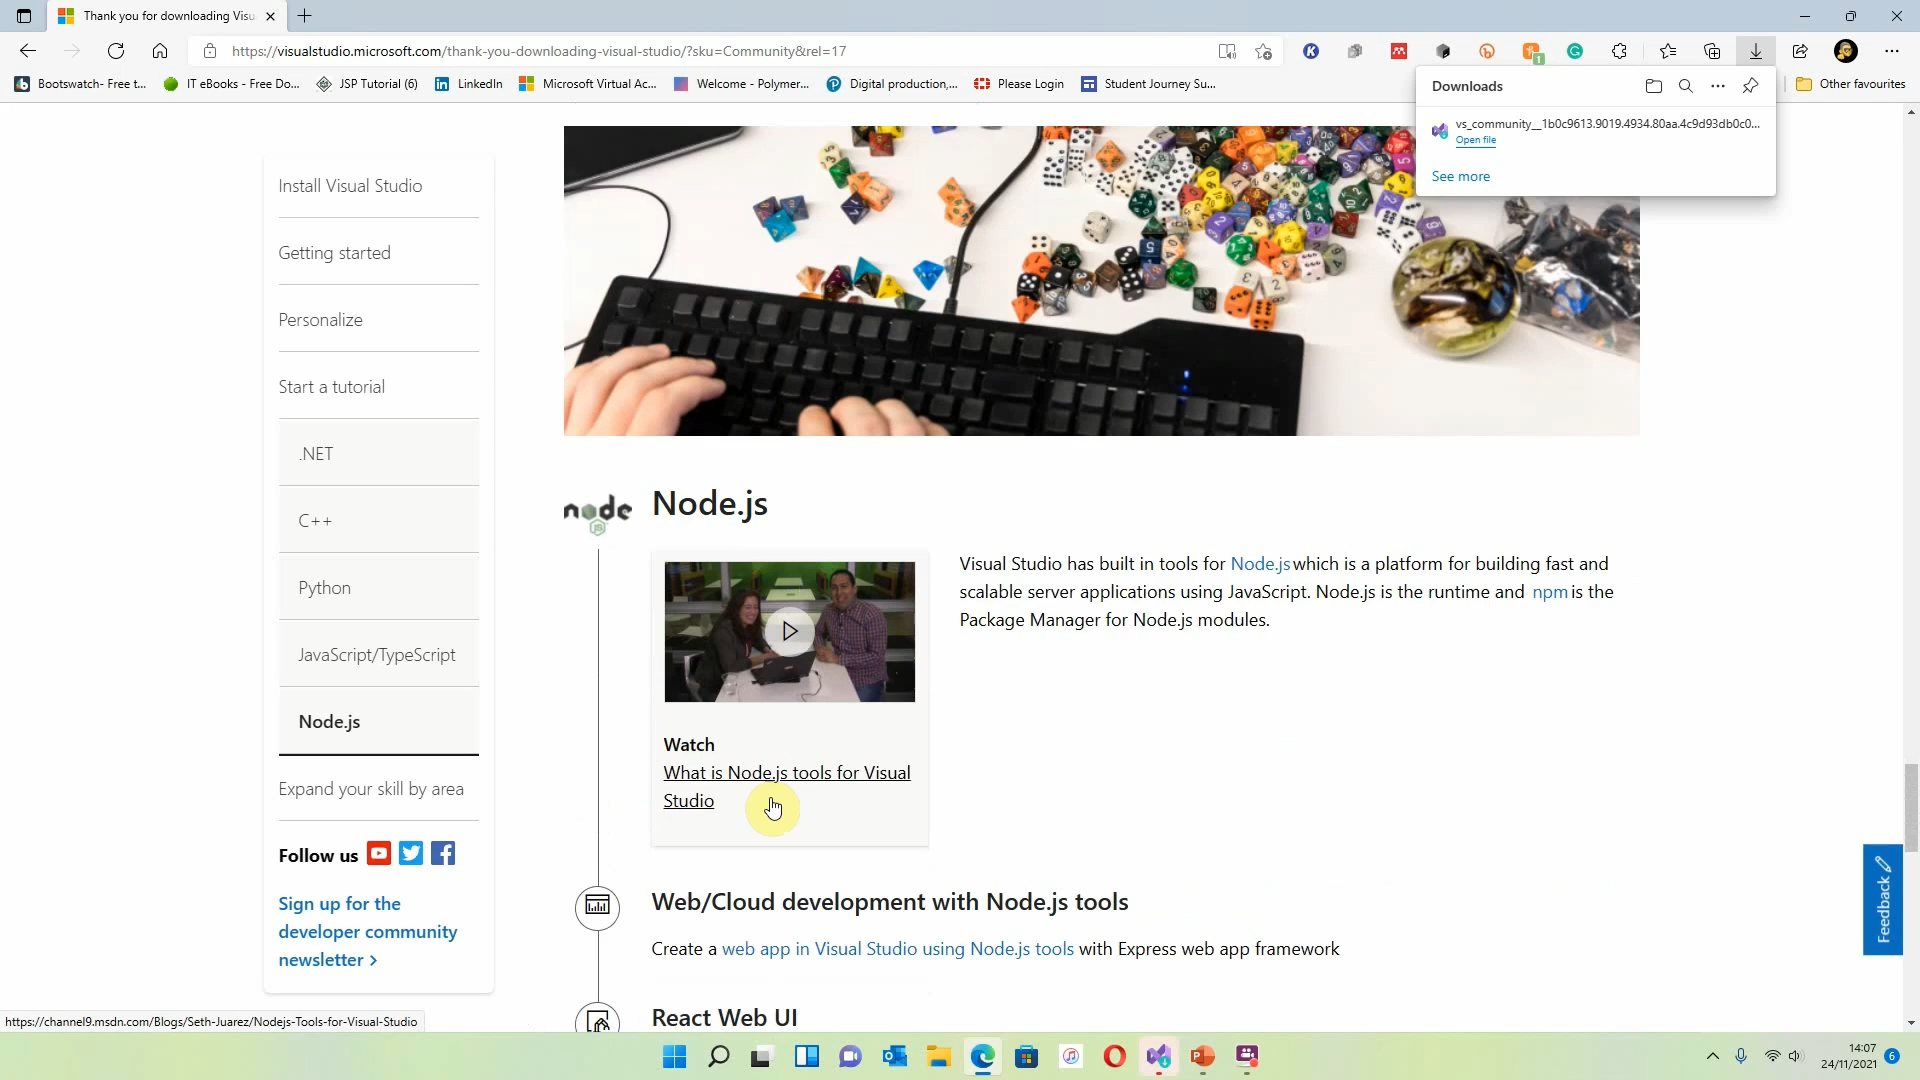 Thank you for downloading Visu
https://visualstudio.microsoft.com/thank-you-downloading-visual-studio/?sku=Community&rel=17
Bootswatch- Free t...
IT eBooks - Free Do...
JSP Tutorial (6)
LinkedIn
Microsoft Virtual Ac...
Welcome - Polymer...
Digital production,...
Please Login
Student Journey Su...
Other favourites
Downloads
vs_community__1b0c9613.9019.4934.80aa.4c9d93db0c0...
Open file
See more
Install Visual Studio
Getting started
Personalize
Start a tutorial
.NET
C++
Python
JavaScript/TypeScript
Node.js
Expand your skill by area
Follow us
Sign up for the
developer community
newsletter >
node
JS
Node.js
Visual Studio has built in tools for Node.js which is a platform for building fast and
scalable server applications using JavaScript. Node.js is the runtime and npm is the
Package Manager for Node.js modules.
Watch
What is Node.js tools for Visual
Studio
Web/Cloud development with Node.js tools
Create a web app in Visual Studio using Node.js tools with Express web app framework
React Web UI
Feedback
https://channel9.msdn.com/Blogs/Seth-Juarez/Nodejs-Tools-for-Visual-Studio
14:07
24/11/2021
6